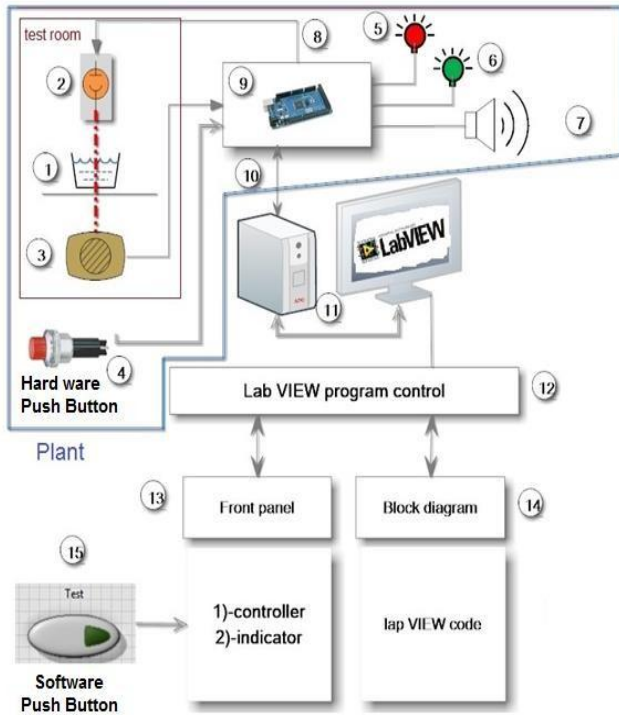 test room
8
5
6
2
9
7
1
10
3
LabVIEW
11
4
Hard ware
Push Button
Lab VIEW program control
12
Plant
13
Front panel
Block diagram
14
15
Test
1)-controller
2)-indicator
lap VIEW code
Software
Push Button